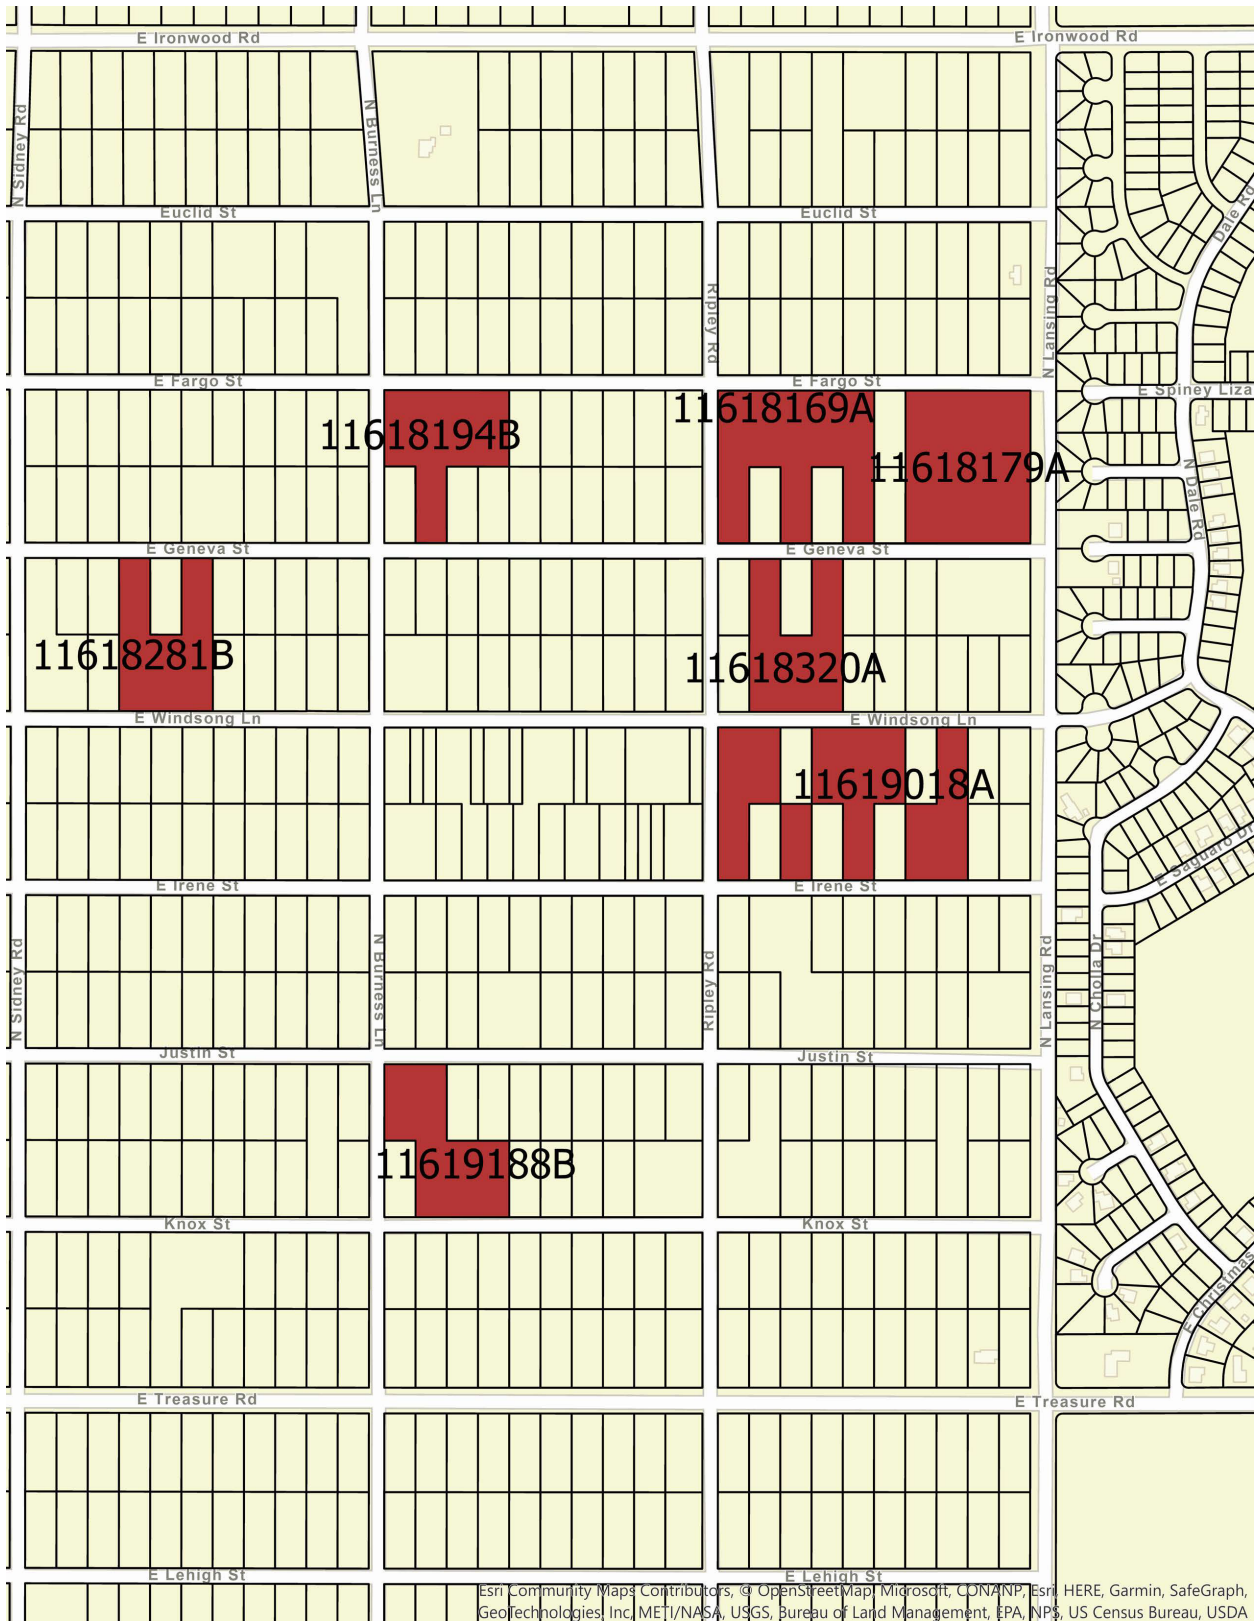 E Ironwood Rd
E Ironwood Rd
N Sidney Rd
N Burness Ln
Dale Rd
Euclid St
Euclid St
Ripley Rd
N Lansing Rd
E Fargo St
E Fargo St
E Spiney Liza
11618194B
11618169A
11618179A
N Dale Rd
E Geneva St
E Geneva St
11618281B
11618320A
E Windsong Ln
E Windsong Ln
11619018A
E Saguaro Dr
E Irene St
E Irene St
N Sidney Rd
N Burness Ln
Ripley Rd
N Lansing Rd
N Cholla Dr
Justin St
Justin St
11619188B
Knox St
Knox St
E Christmas
E Treasure Rd
E Treasure Rd
E Lehigh St
E Lehigh St
Esri Community Maps Contributors, © OpenStreetMap, Microsoft, CONANP, Esri, HERE, Garmin, SafeGraph,
GeoTechnologies, Inc, METI/NASA, USGS, Bureau of Land Management, EPA, NPS, US Census Bureau, USDA